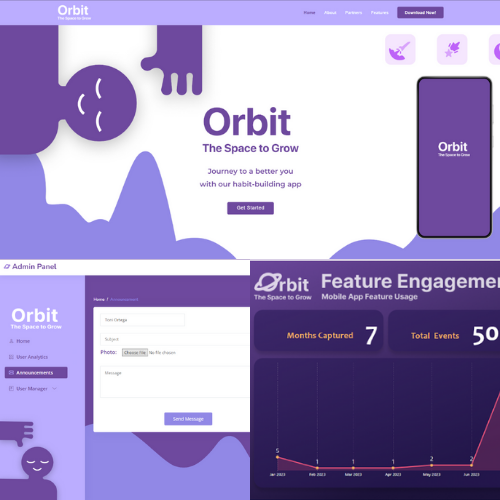 Orbit
The Space to Grow
Home About Partners Features Download Now!
Orbit
The Space to Grow
Journey to a better you
with our habit-building app
Get Started
Orbit
The Space to Grow
Admin Panel
Orbit
The Space to Grow
Home
User Analytics
Announcements
User Manager
Home / Announcement
Toni Ortega
Subject
Photo: Choose File No file chosen
Message
Send Message
Orbit
The Space to Grow
Feature Engagemen
Mobile App Feature Usage
Months Captured 7
Total Events 50
5 1 1 1 2 2
Jan 2023 Feb 2023 Mar 2023 Apr 2023 May 2023 Jun 2023